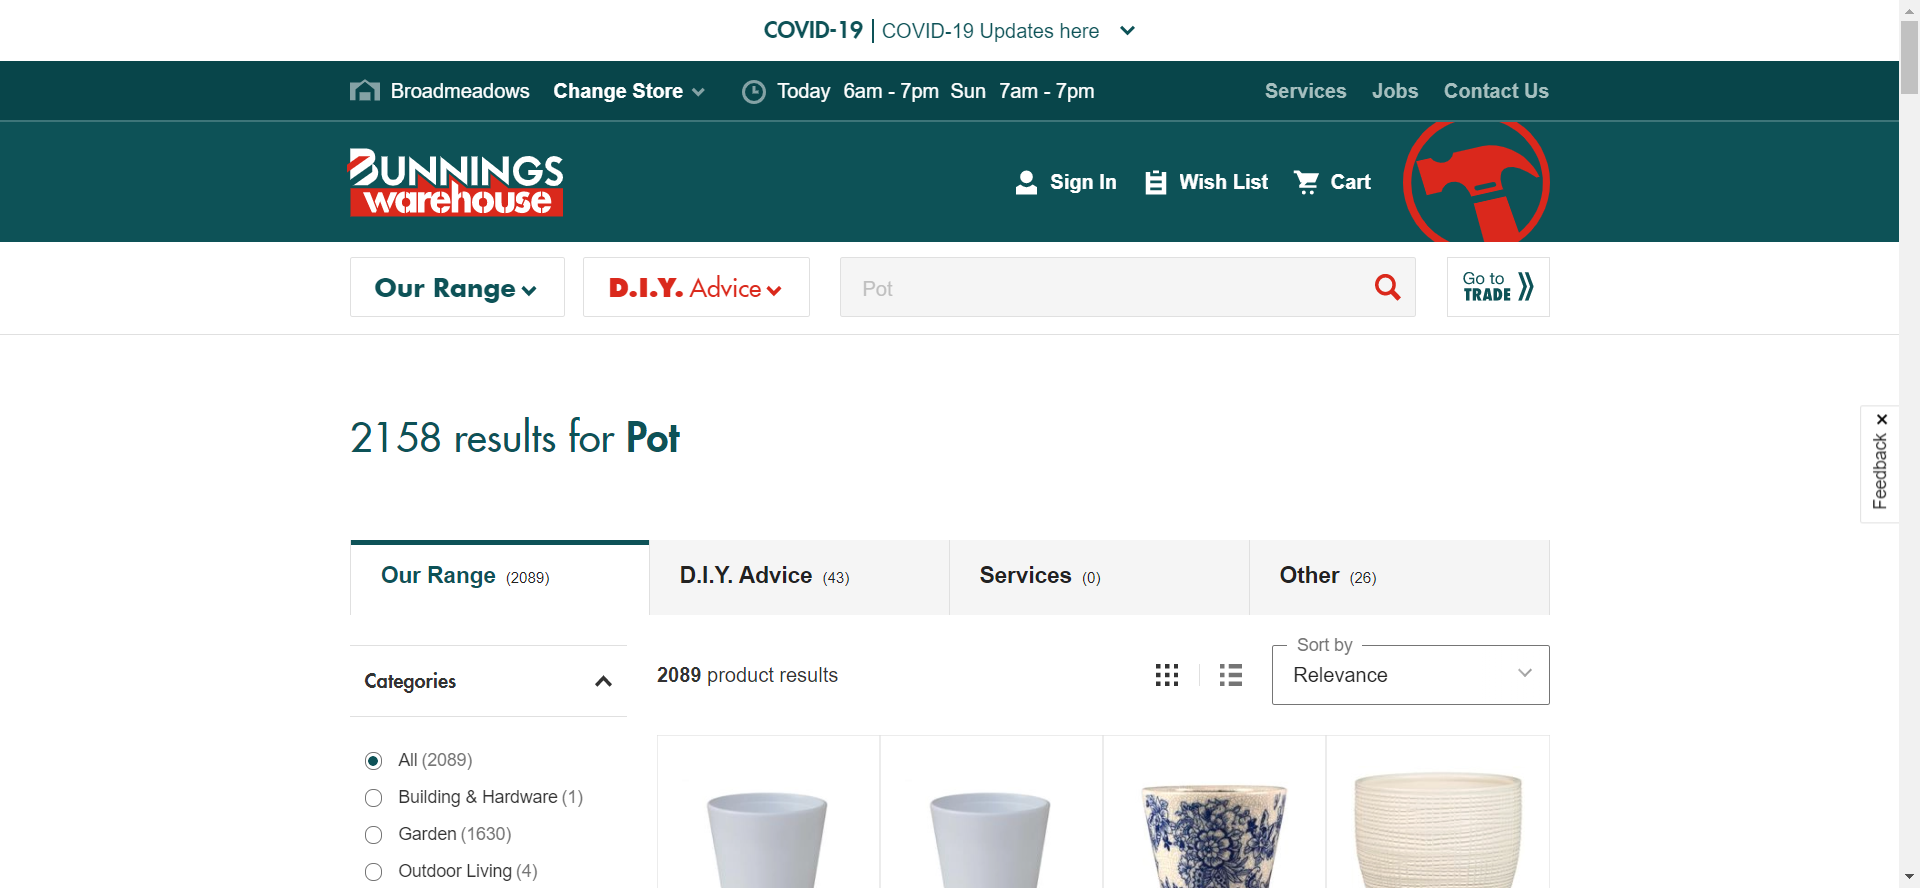 COVID-19 | COVID-19 Updates here
Broadmeadows Change Store Today 6am - 7pm Sun 7am - 7pm Services Jobs Contact Us
BUNNINGS
warehouse
Sign In Wish List Cart
Our Range D.I.Y. Advice Pot Go to
TRADE
2158 results for Pot
Feedback
Our Range (2089) D.I.Y. Advice (43) Services (0) Other (26)
Categories
2089 product results
Sort by
Relevance
All (2089)
Building & Hardware (1)
Garden (1630)
Outdoor Living (4)